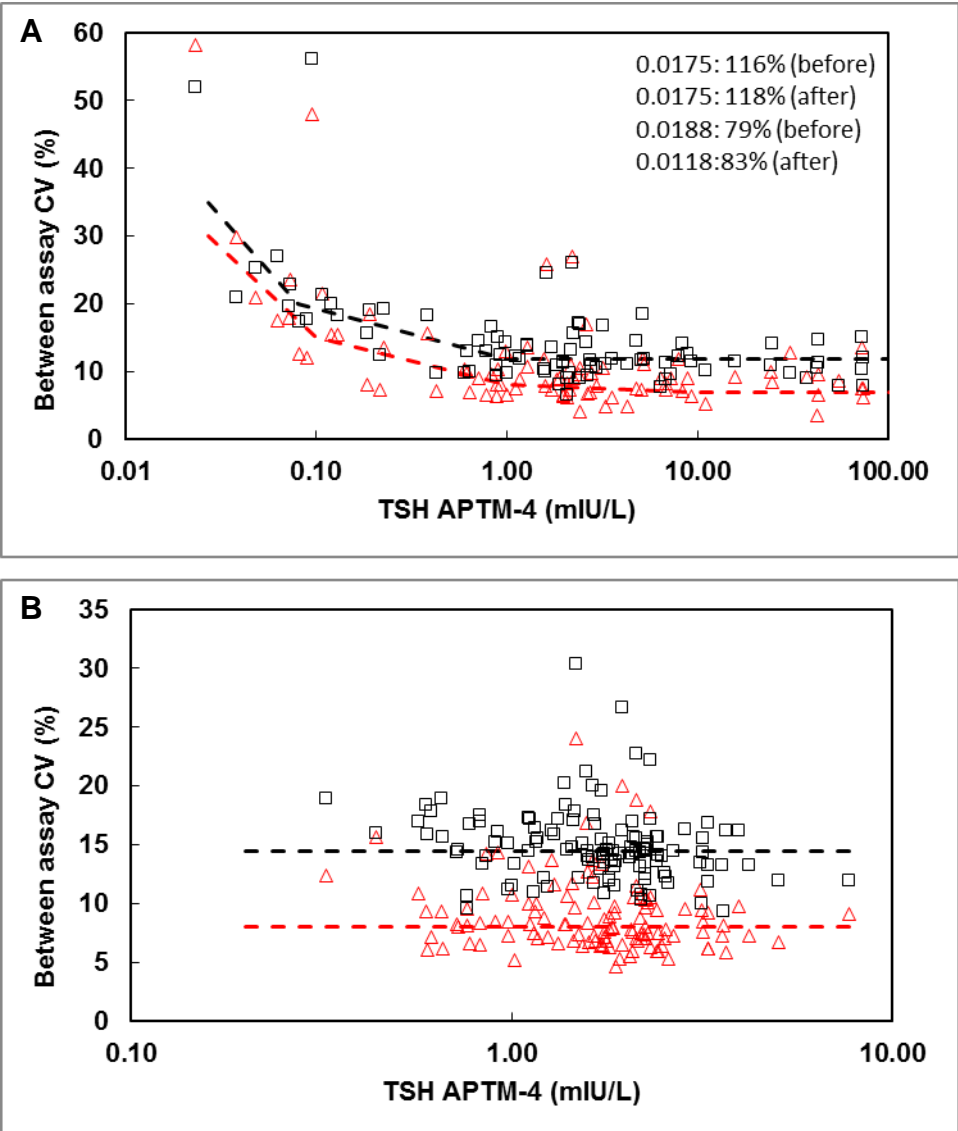 A
60
50
40
30
20
10
0
Between assay CV (%)
0.0175: 116% (before)
0.0175: 118% (after)
0.0188: 79% (before)
0.0118:83% (after)
0.01 0.10 1.00 10.00 100.00
TSH APTM-4 (mIU/L)
B
35
30
25
20
15
10
5
0
Between assay CV (%)
0.10 1.00 10.00
TSH APTM-4 (mIU/L)